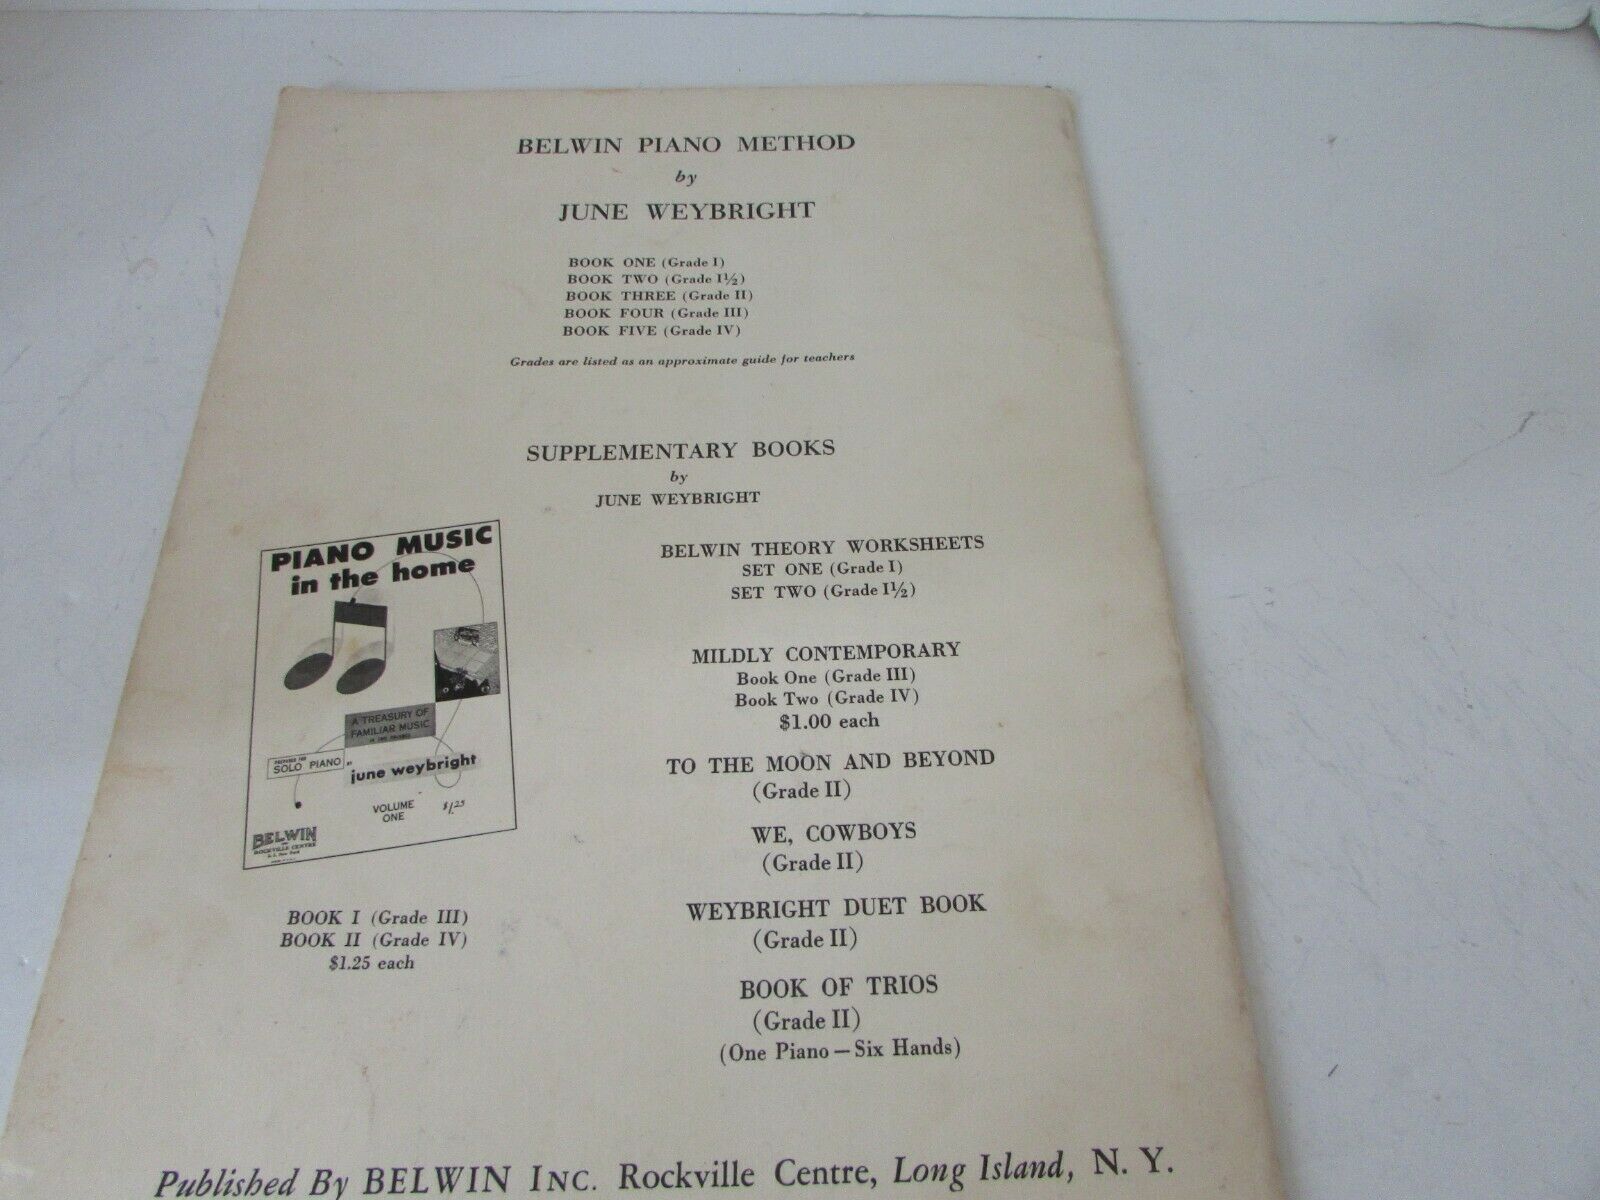 BELWIN PIANO METHOD
by
JUNE WEYBRIGHT
BOOK ONE (Grade I)
BOOK TWO (Grade I½)
BOOK THREE (Grade II)
BOOK FOUR (Grade III)
BOOK FIVE (Grade IV)
Grades are listed as an approximate guide for teachers
SUPPLEMENTARY BOOKS
by
JUNE WEYBRIGHT
PIANO MUSIC
in the home
A TREASURY OF
FAMILIAR MUSIC
PREPARED FOR
SOLO PIANO
BY
june weybright
VOLUME
ONE
$1.25
BELWIN
ROCKVILLE CENTRE
BOOK I (Grade III)
BOOK II (Grade IV)
$1.25 each
BELWIN THEORY WORKSHEETS
SET ONE (Grade I)
SET TWO (Grade I½)
MILDLY CONTEMPORARY
Book One (Grade III)
Book Two (Grade IV)
$1.00 each
TO THE MOON AND BEYOND
(Grade II)
WE, COWBOYS
(Grade II)
WEYBRIGHT DUET BOOK
(Grade II)
BOOK OF TRIOS
(Grade II)
(One Piano — Six Hands)
Published By BELWIN INC. Rockville Centre, Long Island, N. Y.